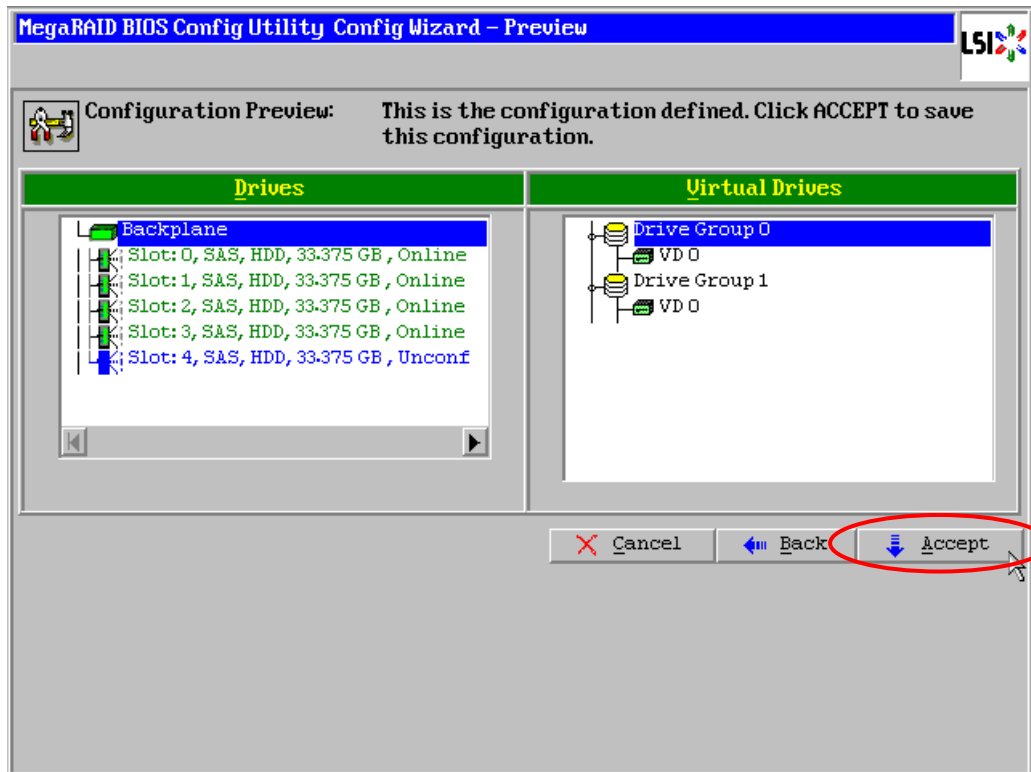 MegaRAID BIOS Config Utility Config Wizard – Preview
LSI
Configuration Preview: This is the configuration defined. Click ACCEPT to save
this configuration.
Drives
Virtual Drives
Backplane
Slot: 0, SAS, HDD, 33.375 GB , Online
Slot: 1, SAS, HDD, 33.375 GB , Online
Slot: 2, SAS, HDD, 33.375 GB , Online
Slot: 3, SAS, HDD, 33.375 GB , Online
Slot: 4, SAS, HDD, 33.375 GB , Unconf
Drive Group 0
VD 0
Drive Group 1
VD 0
Cancel
Back
Accept